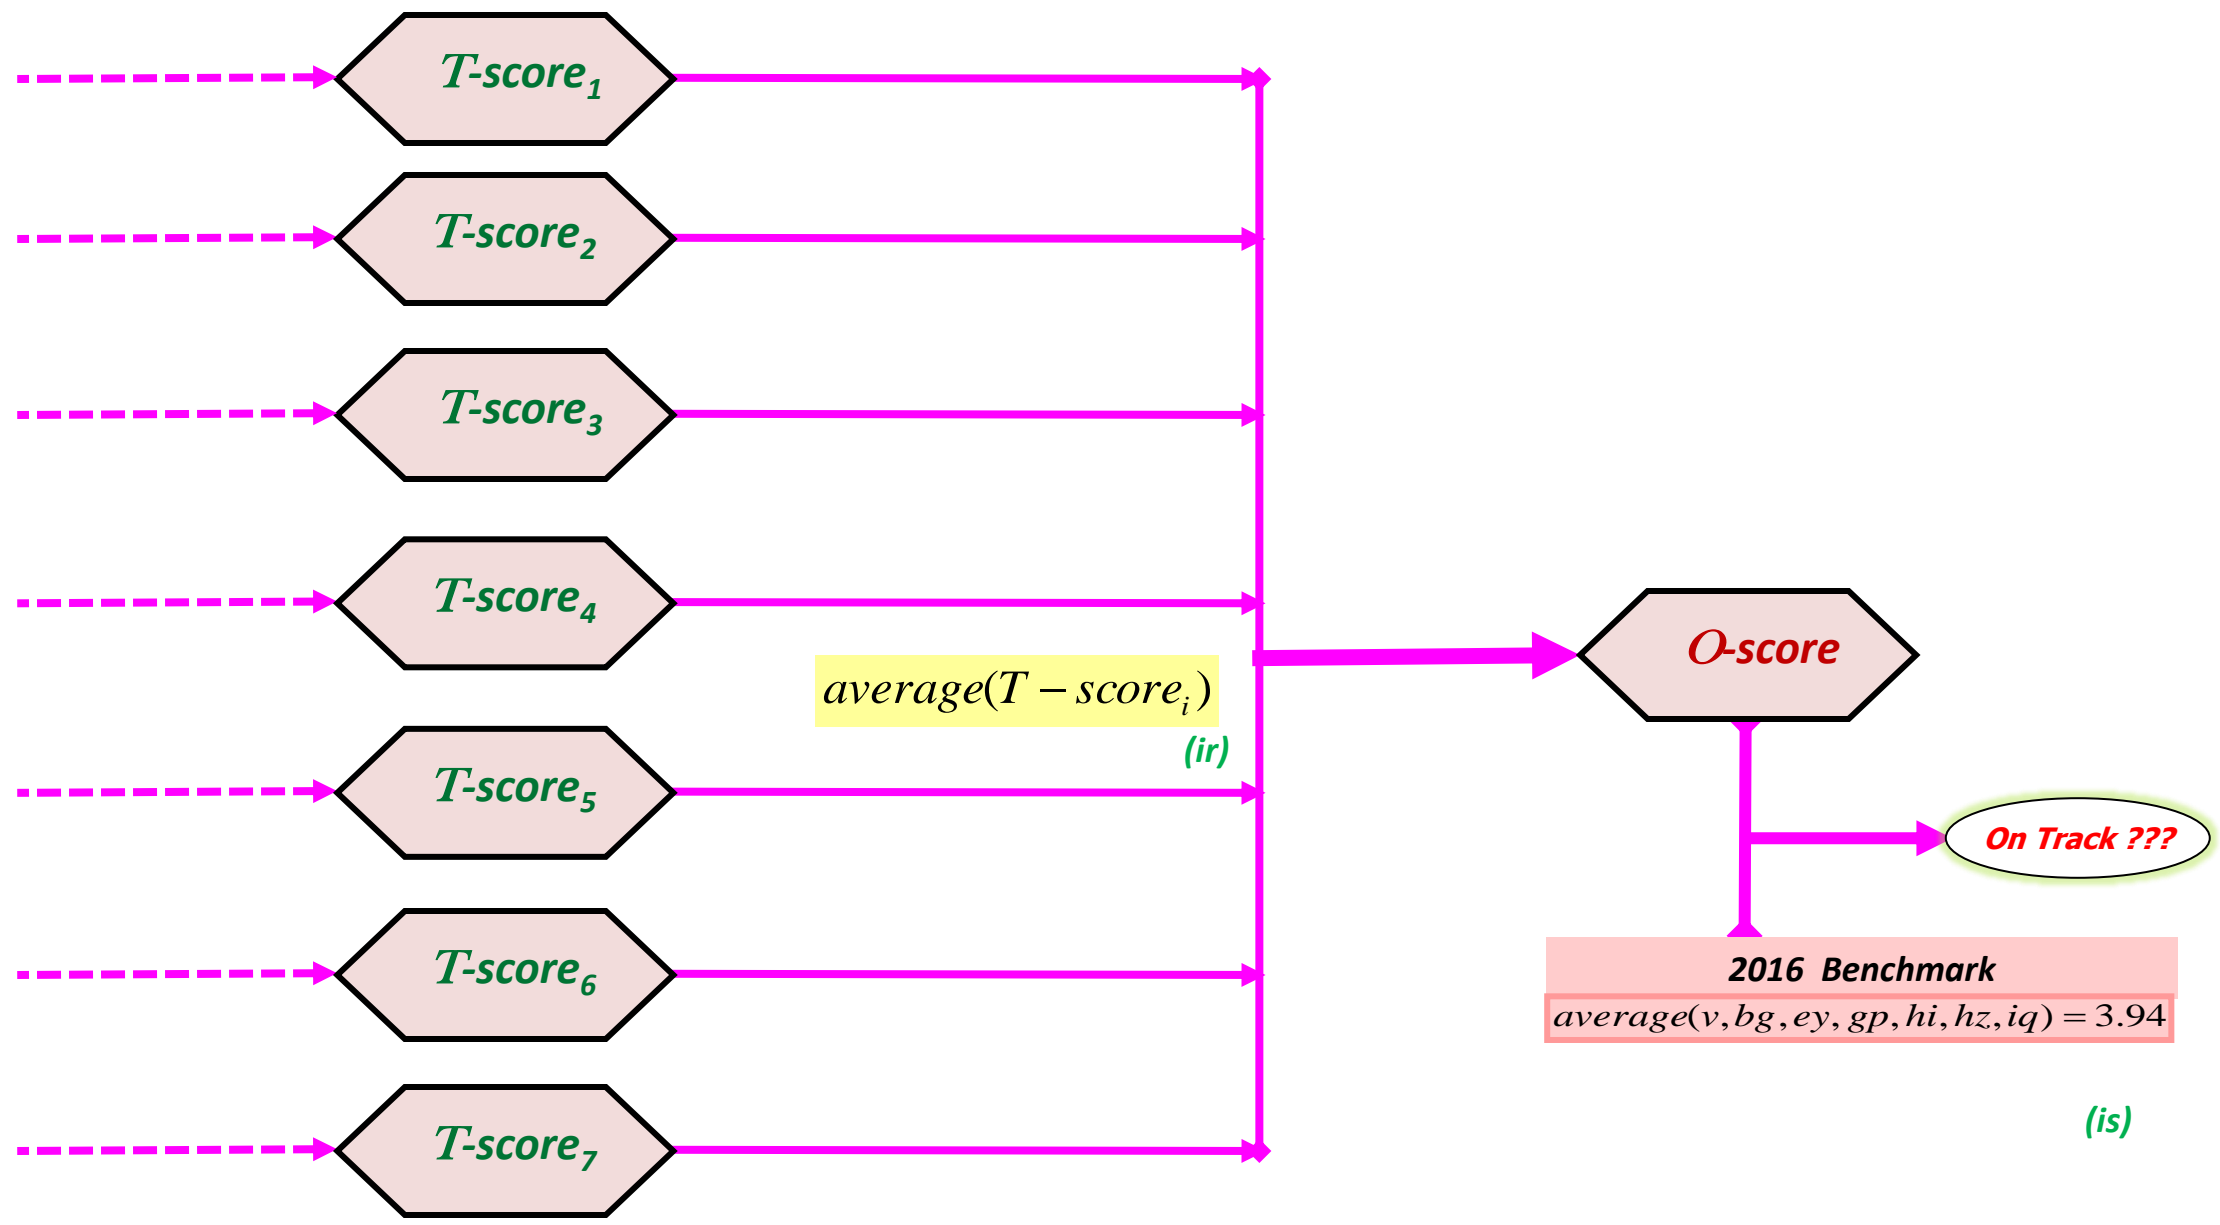 T-score1
T-score2
T-score3
T-score4
O-score
average(T − scorei)
(ir)
T-score5
On Track ???
T-score6
2016 Benchmark
average(v,bg,ey,gp,hi,hz,iq) = 3.94
(is)
T-score7